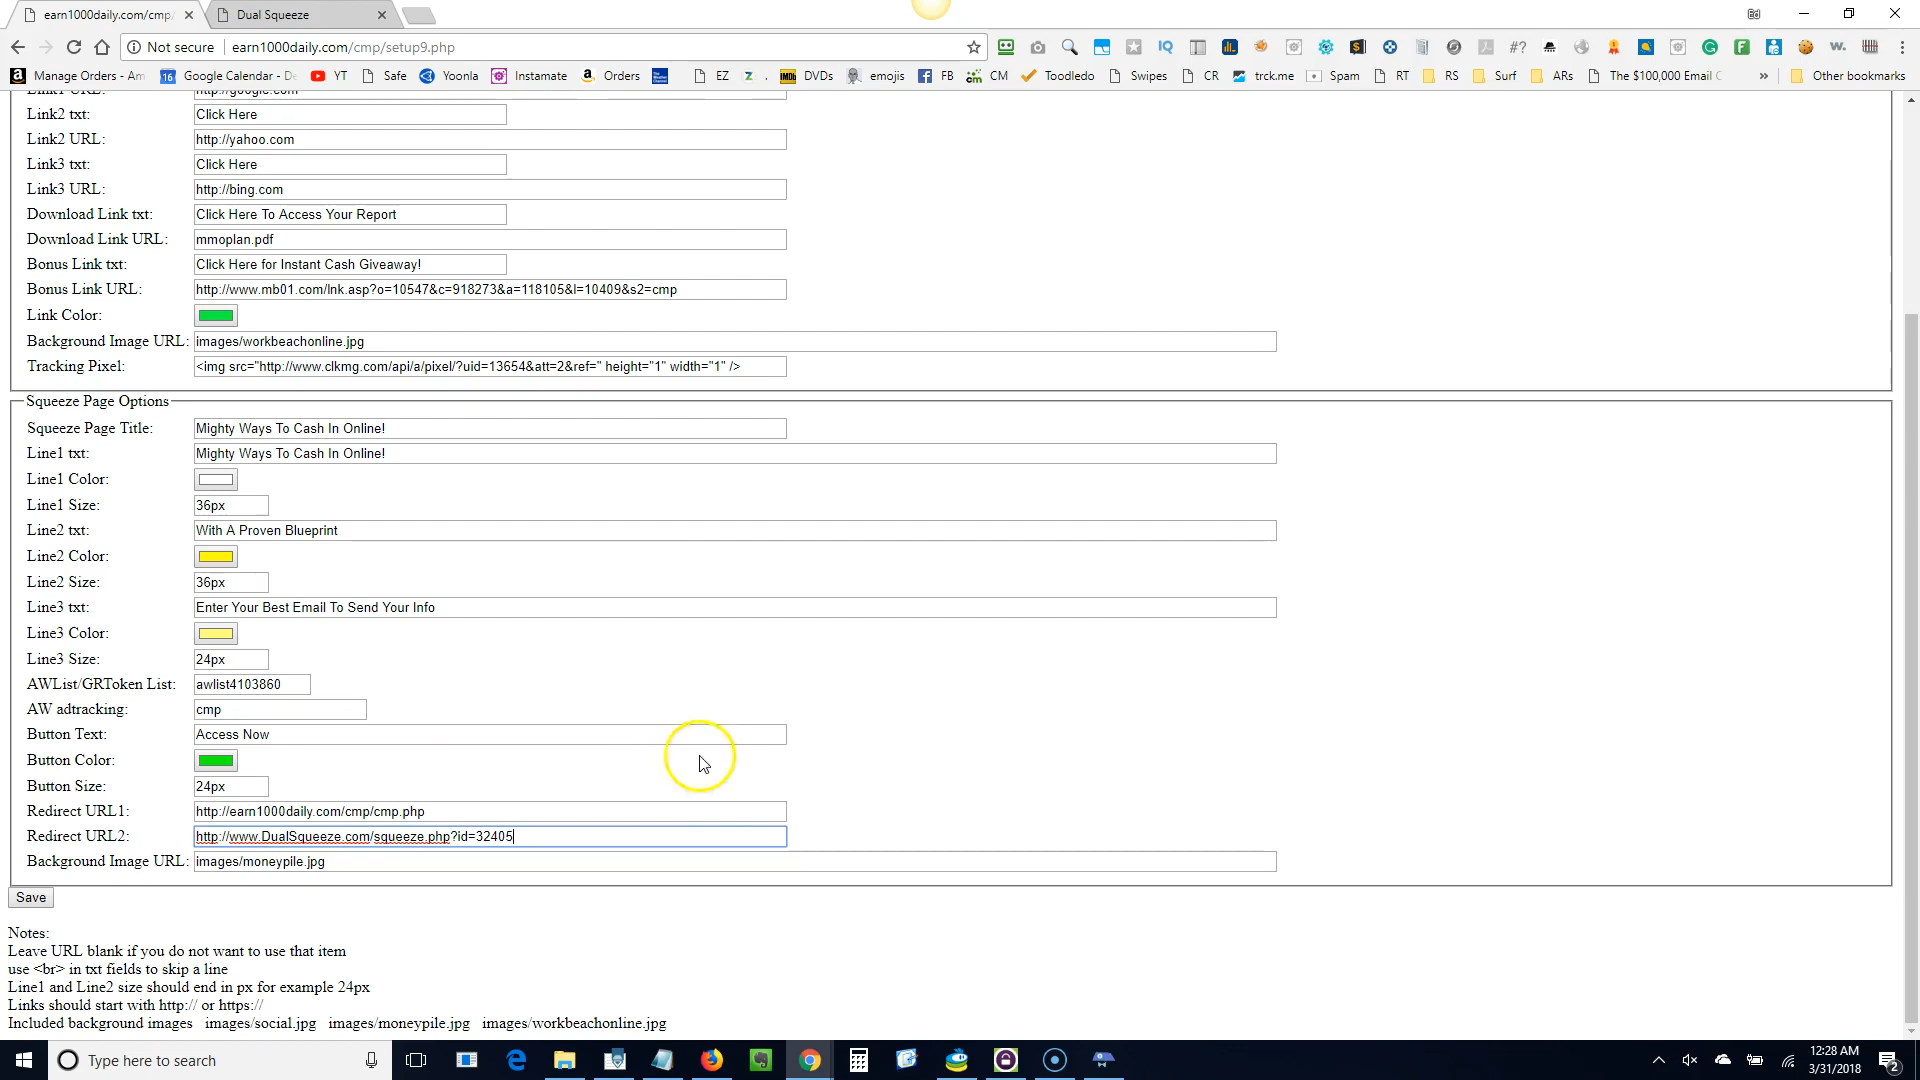 earn1000daily.com/cmp
Dual Squeeze
Not secure
earn1000daily.com/cmp/setup9.php
Manage Orders - Am
Google Calendar - De
YT
Safe
Yoonla
Instamate
Orders
EZ
.
DVDs
emojis
FB
CM
Toodledo
Swipes
CR
trck.me
Spam
RT
RS
Surf
ARs
The $100,000 Email C
»
Other bookmarks
Link1 URL: http://google.com
Link2 txt: Click Here
Link2 URL: http://yahoo.com
Link3 txt: Click Here
Link3 URL: http://bing.com
Download Link txt: Click Here To Access Your Report
Download Link URL: mmoplan.pdf
Bonus Link txt: Click Here for Instant Cash Giveaway!
Bonus Link URL: http://www.mb01.com/lnk.asp?o=10547&c=918273&a=118105&l=10409&s2=cmp
Link Color:
Background Image URL: images/workbeachonline.jpg
Tracking Pixel: <img src="http://www.clkmg.com/api/a/pixel/?uid=13654&att=2&ref=" height="1" width="1" />
Squeeze Page Options
Squeeze Page Title: Mighty Ways To Cash In Online!
Line1 txt: Mighty Ways To Cash In Online!
Line1 Color:
Line1 Size: 36px
Line2 txt: With A Proven Blueprint
Line2 Color:
Line2 Size: 36px
Line3 txt: Enter Your Best Email To Send Your Info
Line3 Color:
Line3 Size: 24px
AWList/GRToken List: awlist4103860
AW adtracking: cmp
Button Text: Access Now
Button Color:
Button Size: 24px
Redirect URL1: http://earn1000daily.com/cmp/cmp.php
Redirect URL2: http://www.DualSqueeze.com/squeeze.php?id=32405
Background Image URL: images/moneypile.jpg
Save
Notes:
Leave URL blank if you do not want to use that item
use <br> in txt fields to skip a line
Line1 and Line2 size should end in px for example 24px
Links should start with http:// or https://
Included background images images/social.jpg images/moneypile.jpg images/workbeachonline.jpg
Type here to search
12:28 AM
3/31/2018
2